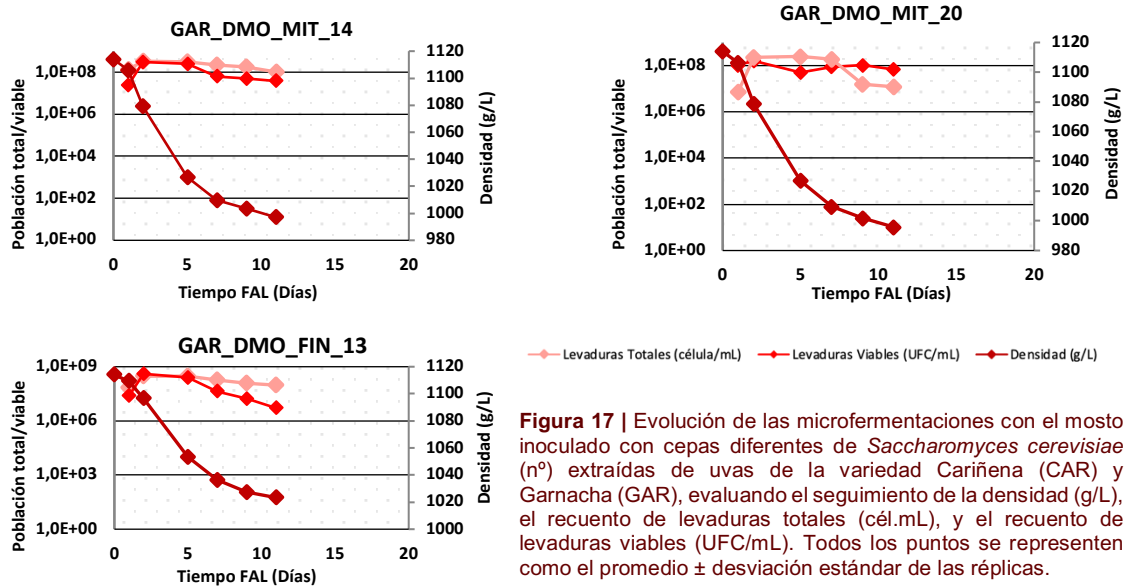 GAR_DMO_MIT_14
Población total/viable
1,0E+08
1,0E+06
1,0E+04
1,0E+02
1,0E+00
1120
1100
1080
1060
1040
1020
1000
980
Densidad (g/L)
0 5 10 15 20
Tiempo FAL (Días)
GAR_DMO_MIT_20
Población total/viable
1,0E+08
1,0E+06
1,0E+04
1,0E+02
1,0E+00
1120
1100
1080
1060
1040
1020
1000
980
Densidad (g/L)
0 5 10 15 20
Tiempo FAL (Días)
GAR_DMO_FIN_13
Población total/viable
1,0E+09
1,0E+06
1,0E+03
1,0E+00
1120
1100
1080
1060
1040
1020
1000
Densidad (g/L)
0 5 10 15 20
Tiempo FAL (Días)
Levaduras Totales (célula/mL) Levaduras Viables (UFC/mL) Densidad (g/L)
Figura 17 | Evolución de las microfermentaciones con el mosto
inoculado con cepas diferentes de Saccharomyces cerevisiae
(nº) extraídas de uvas de la variedad Cariñena (CAR) y
Garnacha (GAR), evaluando el seguimiento de la densidad (g/L),
el recuento de levaduras totales (cél.mL), y el recuento de
levaduras viables (UFC/mL). Todos los puntos se representen
como el promedio ± desviación estándar de las réplicas.